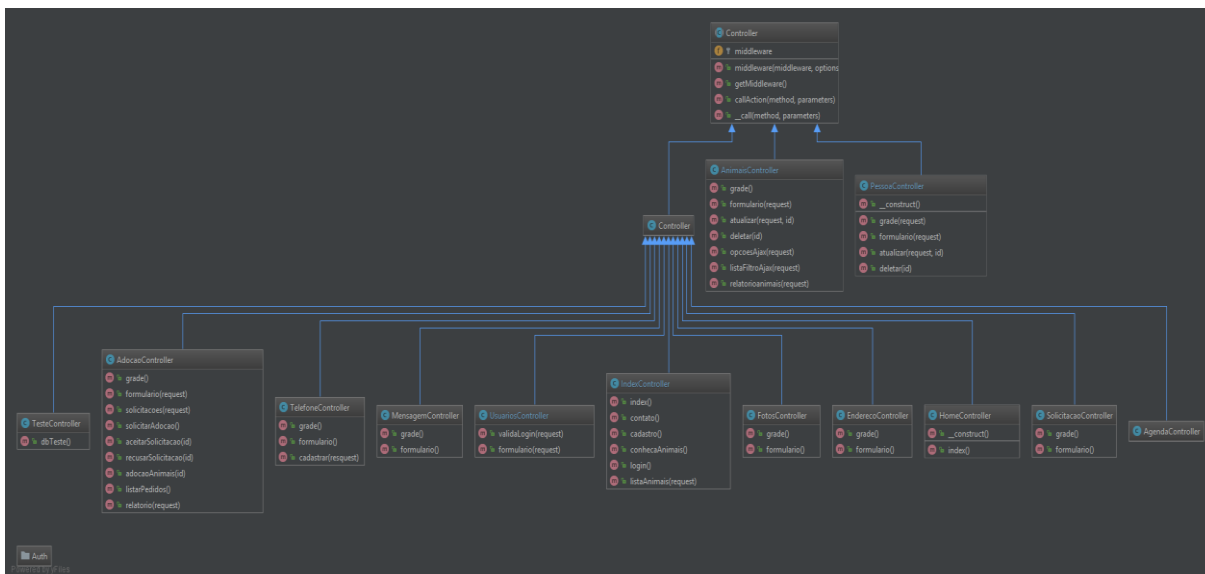 Controller
middleware
middleware(middleware, options
getMiddleware()
callAction(method, parameters)
__call(method, parameters)
AnimaisController
grade()
formulario(request)
atualizar(request, id)
deletar(id)
opcoesAjax(request)
listaFiltroAjax(request)
relatorioanimais(request)
PessoaController
__construct()
grade(request)
formulario(request)
atualizar(request, id)
deletar(id)
Controller
TesteController
dbTeste()
AdocaoController
grade()
formulario(request)
solicitacoes(request)
solicitarAdocao()
aceitarSolicitacao(id)
recusarSolicitacao(id)
adocaoAnimais(id)
listarPedidos()
relatorio(request)
TelefoneController
grade()
formulario()
cadastrar(resquest)
MensagemController
grade()
formulario()
UsuariosController
validaLogin(request)
formulario(request)
IndexController
index()
contato()
cadastro()
conhecaAnimais()
login()
listaAnimais(request)
FotosController
grade()
formulario()
EnderecoController
grade()
formulario()
HomeController
__construct()
index()
SolicitacaoController
grade()
formulario()
AgendaController
Auth
Powered by yFiles